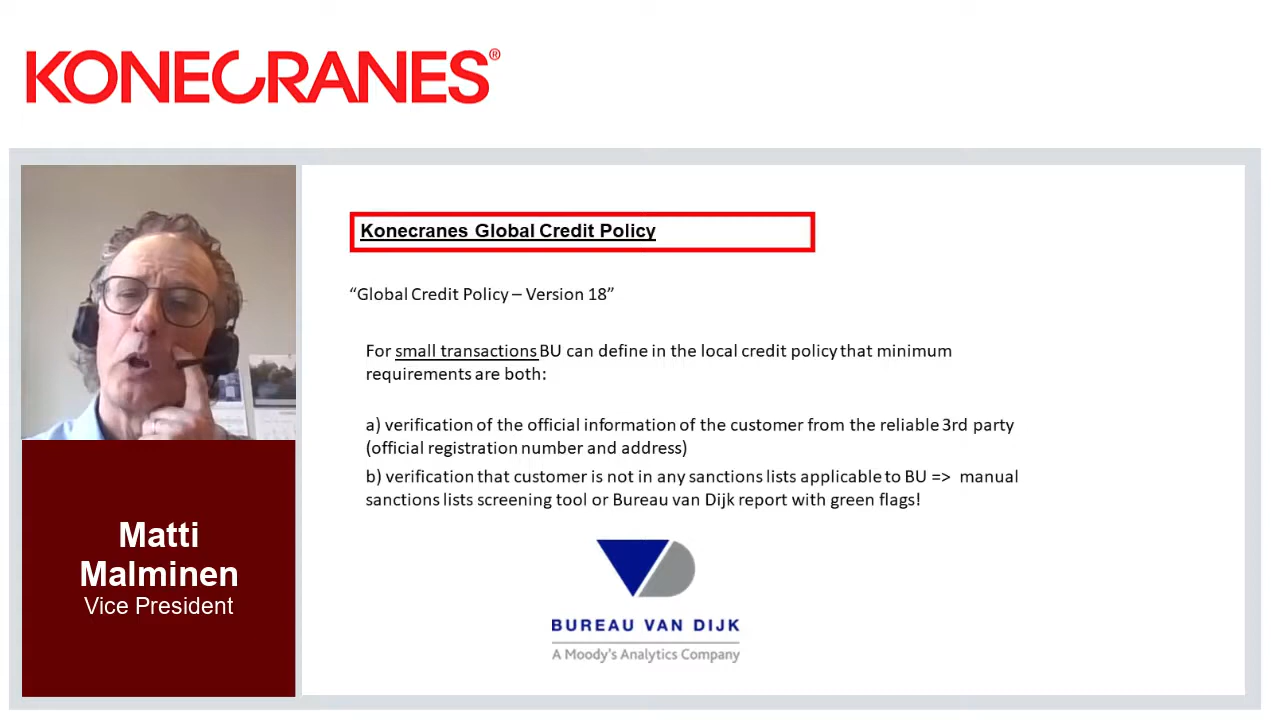 KONECRANES®
Konecranes Global Credit Policy
“Global Credit Policy – Version 18”
For small transactions BU can define in the local credit policy that minimum
requirements are both:
a) verification of the official information of the customer from the reliable 3rd party
(official registration number and address)
b) verification that customer is not in any sanctions lists applicable to BU => manual
sanctions lists screening tool or Bureau van Dijk report with green flags!
BUREAU VAN DIJK
A Moody’s Analytics Company
Matti
Malminen
Vice President